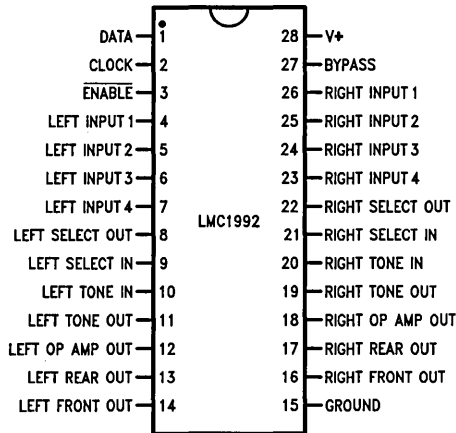 DATA 1 28 V+
CLOCK 2 27 BYPASS
ENABLE 3 26 RIGHT INPUT 1
LEFT INPUT 1 4 25 RIGHT INPUT 2
LEFT INPUT 2 5 24 RIGHT INPUT 3
LEFT INPUT 3 6 23 RIGHT INPUT 4
LEFT INPUT 4 7 22 RIGHT SELECT OUT
LMC1992
LEFT SELECT OUT 8 21 RIGHT SELECT IN
LEFT SELECT IN 9 20 RIGHT TONE IN
LEFT TONE IN 10 19 RIGHT TONE OUT
LEFT TONE OUT 11 18 RIGHT OP AMP OUT
LEFT OP AMP OUT 12 17 RIGHT REAR OUT
LEFT REAR OUT 13 16 RIGHT FRONT OUT
LEFT FRONT OUT 14 15 GROUND